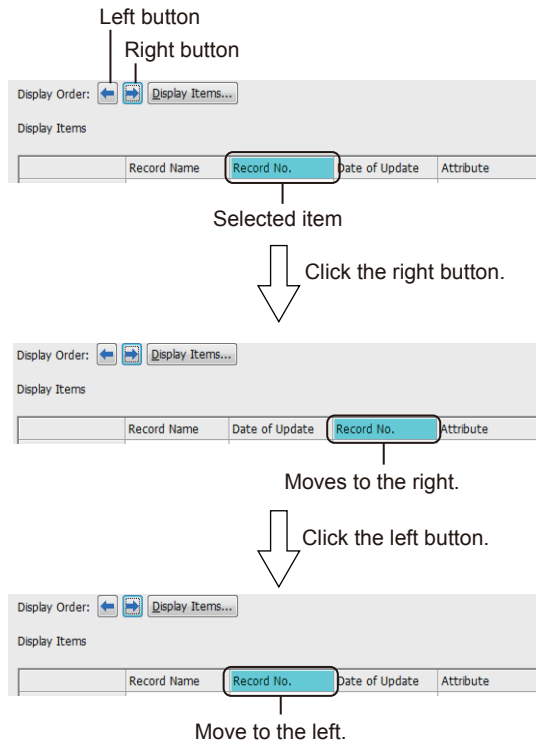 Left button
Right button
Display Order: Display Items...
Display Items
Record Name Record No. Date of Update Attribute
Selected item
Click the right button.
Display Order: Display Items...
Display Items
Record Name Date of Update Record No. Attribute
Moves to the right.
Click the left button.
Display Order: Display Items...
Display Items
Record Name Record No. Date of Update Attribute
Move to the left.